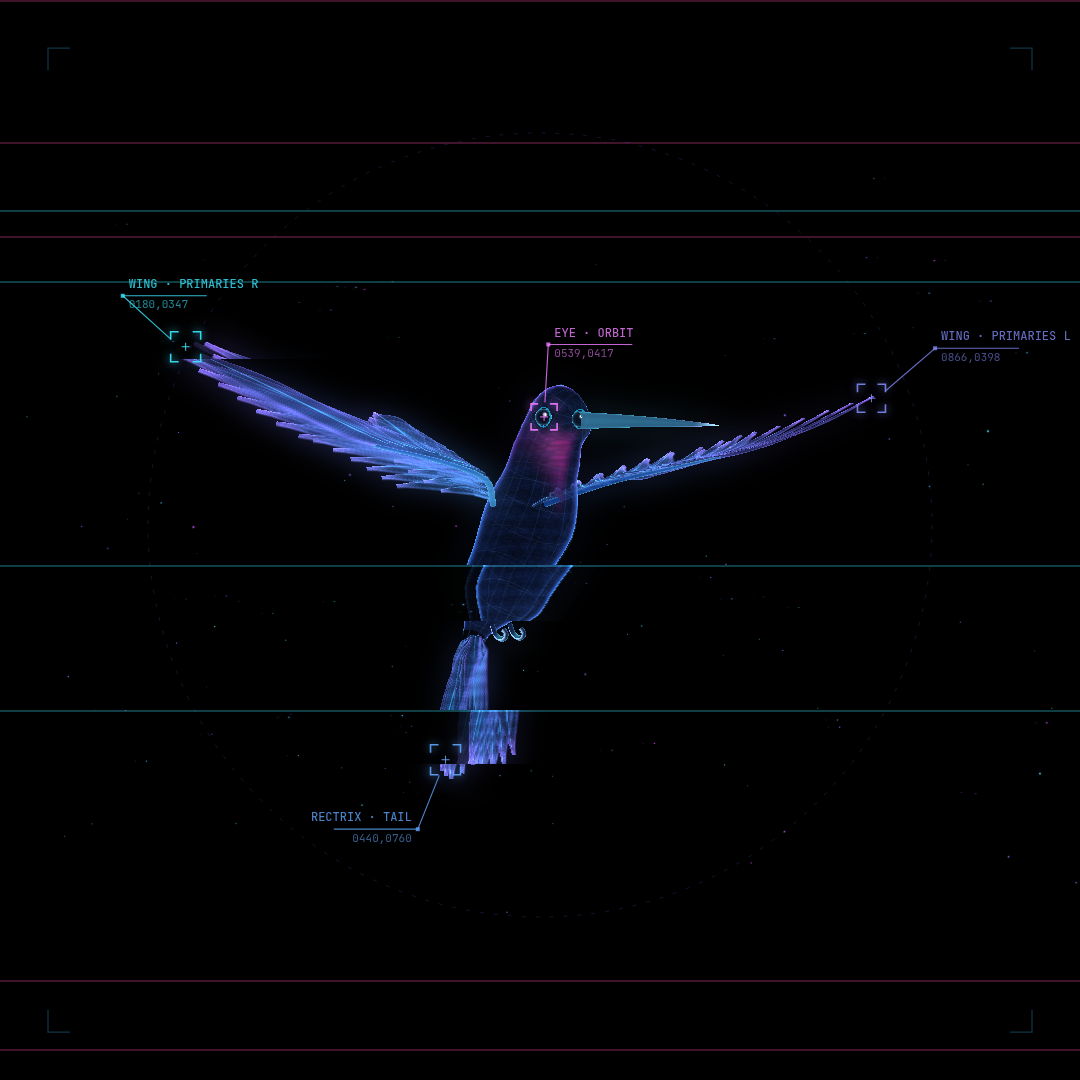 WING · PRIMARIES R
0180,0347
EYE · ORBIT
0539,0417
WING · PRIMARIES L
0866,0398
RECTRIX · TAIL
0440,0760